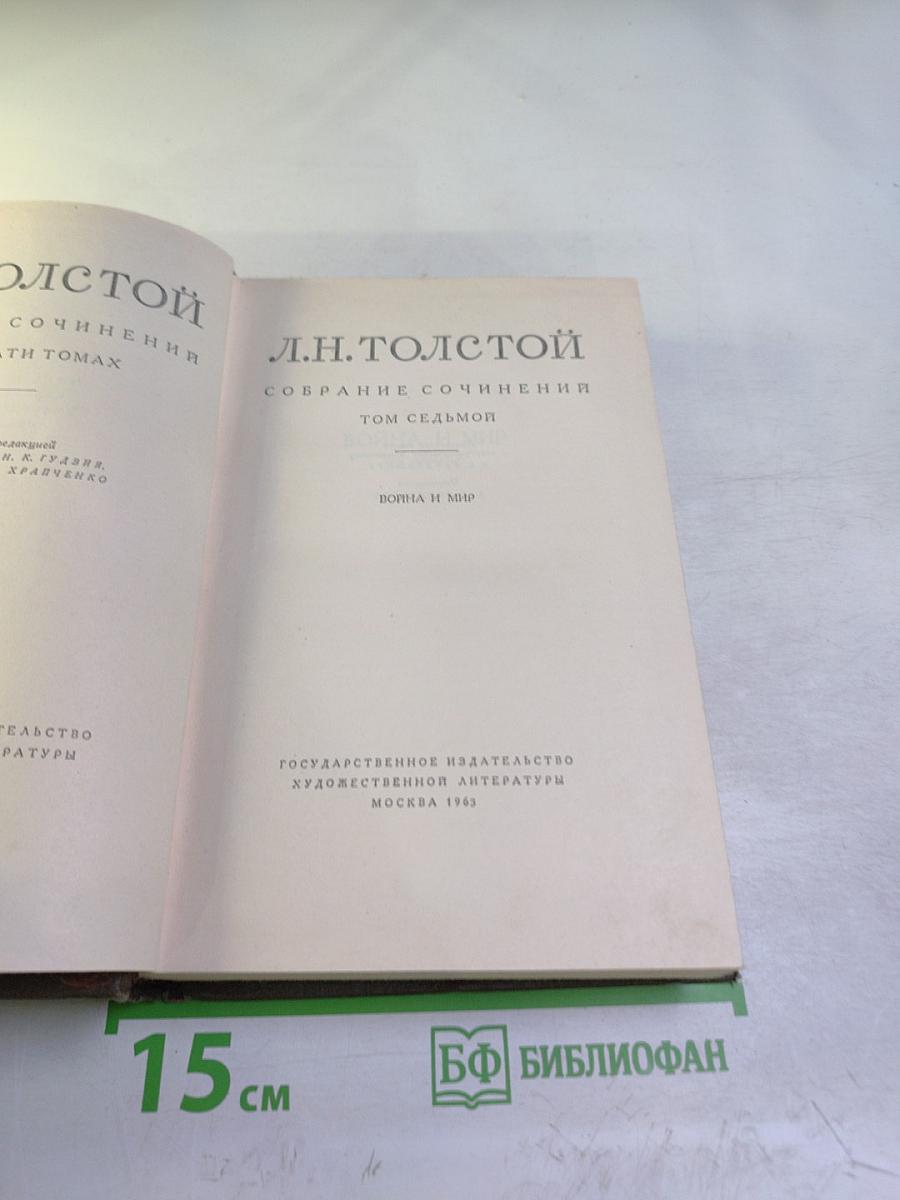 ОЛСТОЙ
СОЧИНЕНИЙ
АТИ ТОМАХ
редакцией
Н. К. ГУДЗИЯ,
ХРАПЧЕНКО
ТЕЛЬСТВО
РАТУРЫ
Л.Н.ТОЛСТОЙ
СОБРАНИЕ СОЧИНЕНИЙ
ТОМ СЕДЬМОЙ
ВОЙНА И МИР
ГОСУДАРСТВЕННОЕ ИЗДАТЕЛЬСТВО
ХУДОЖЕСТВЕННОЙ ЛИТЕРАТУРЫ
МОСКВА 1963
15 см
БФ БИБЛИОФАН